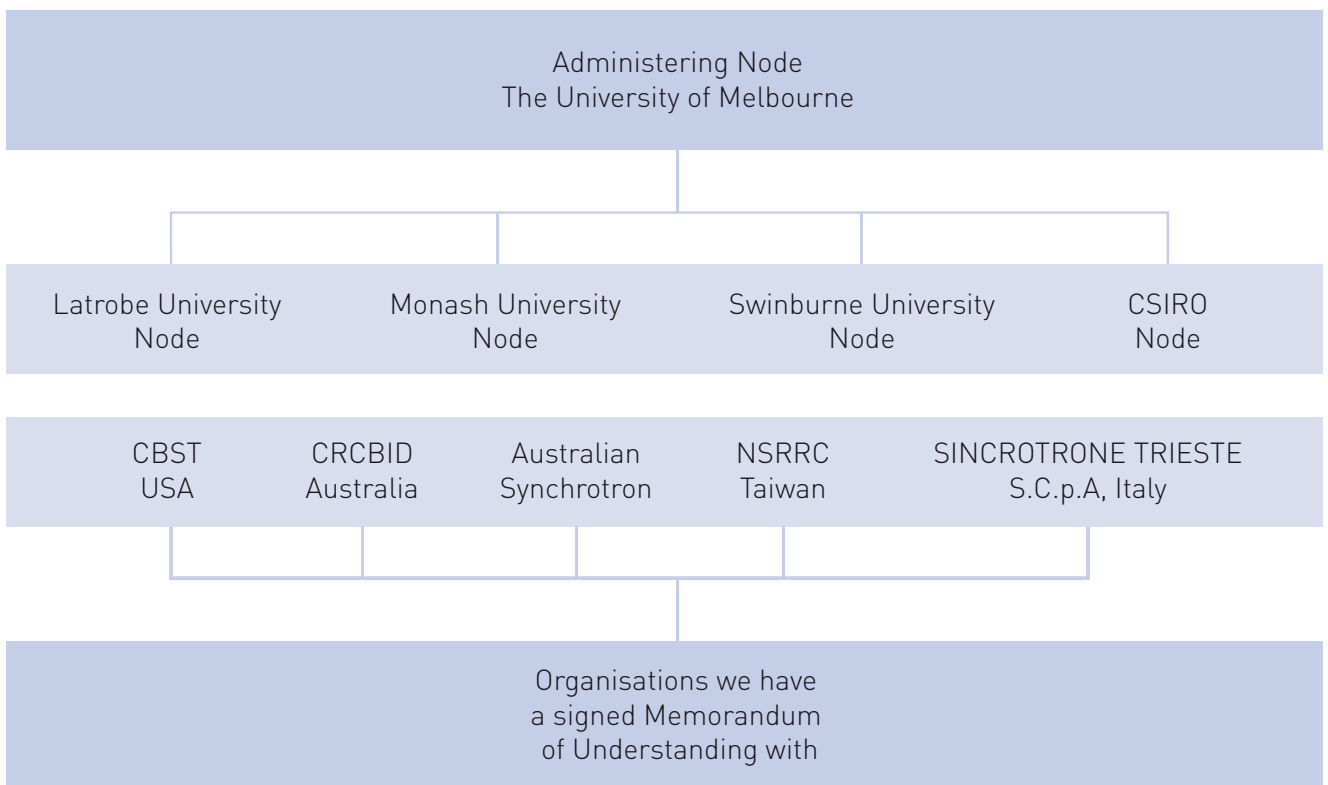 Administering Node
The University of Melbourne
Latrobe University
Node
Monash University
Node
Swinburne University
Node
CSIRO
Node
CBST
USA
CRCBID
Australia
Australian
Synchrotron
NSRRC
Taiwan
SINCROTRONE TRIESTE
S.C.p.A, Italy
Organisations we have
a signed Memorandum
of Understanding with